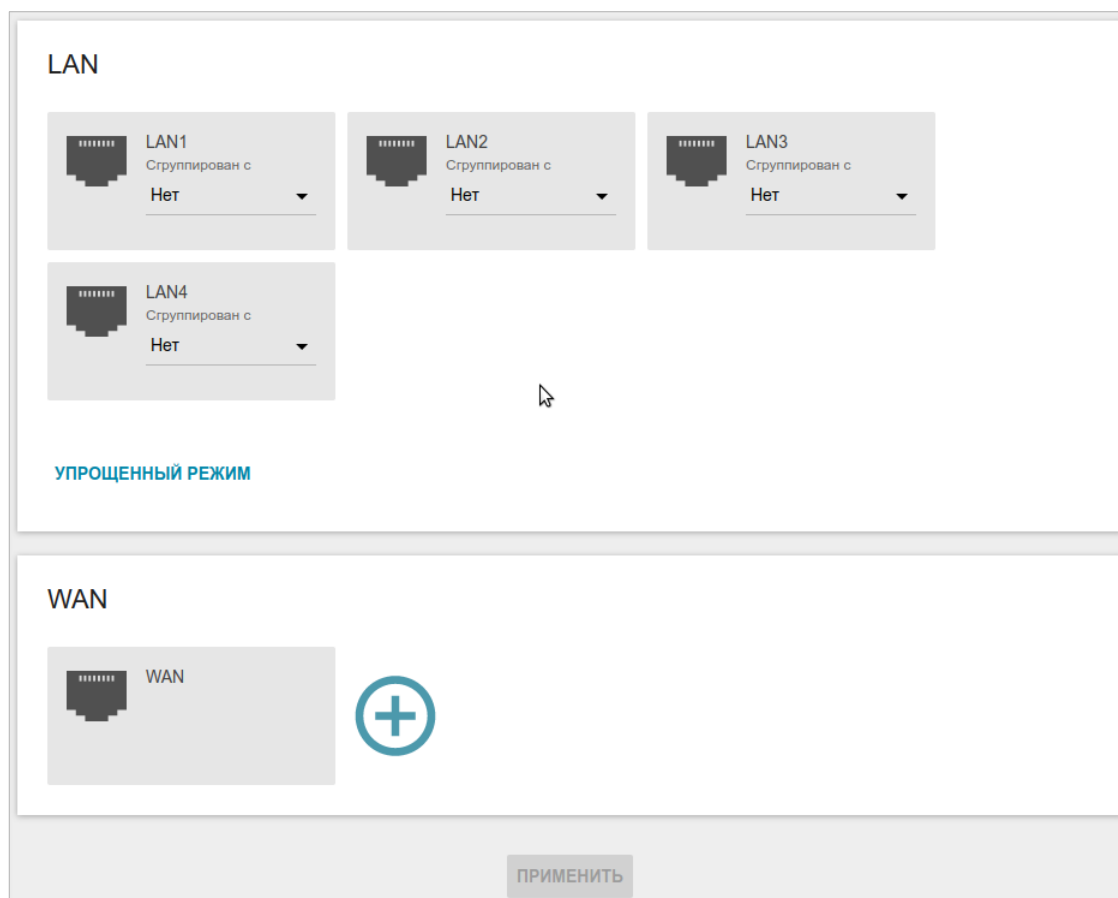 LAN
LAN1
Сгруппирован с
Нет
LAN2
Сгруппирован с
Нет
LAN3
Сгруппирован с
Нет
LAN4
Сгруппирован с
Нет
УПРОЩЕННЫЙ РЕЖИМ
WAN
WAN
ПРИМЕНИТЬ